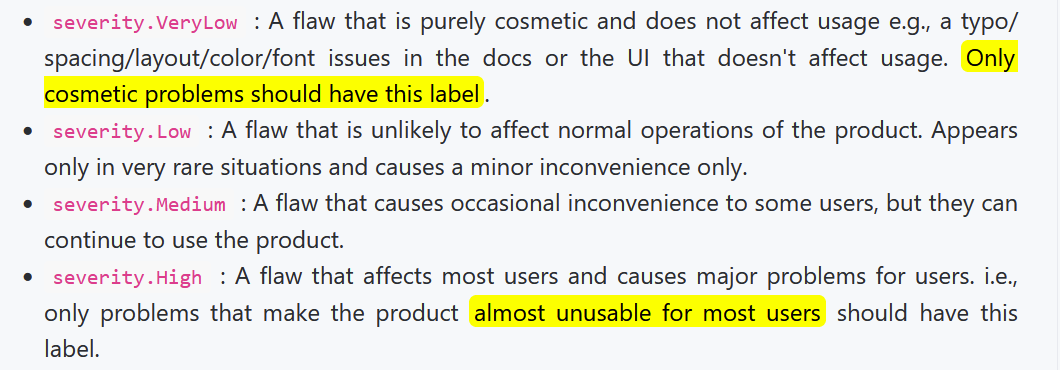 • severity.VeryLow : A flaw that is purely cosmetic and does not affect usage e.g., a typo/
spacing/layout/color/font issues in the docs or the UI that doesn't affect usage. Only
cosmetic problems should have this label.
• severity.Low : A flaw that is unlikely to affect normal operations of the product. Appears
only in very rare situations and causes a minor inconvenience only.
• severity.Medium : A flaw that causes occasional inconvenience to some users, but they can
continue to use the product.
• severity.High : A flaw that affects most users and causes major problems for users. i.e.,
only problems that make the product almost unusable for most users should have this
label.